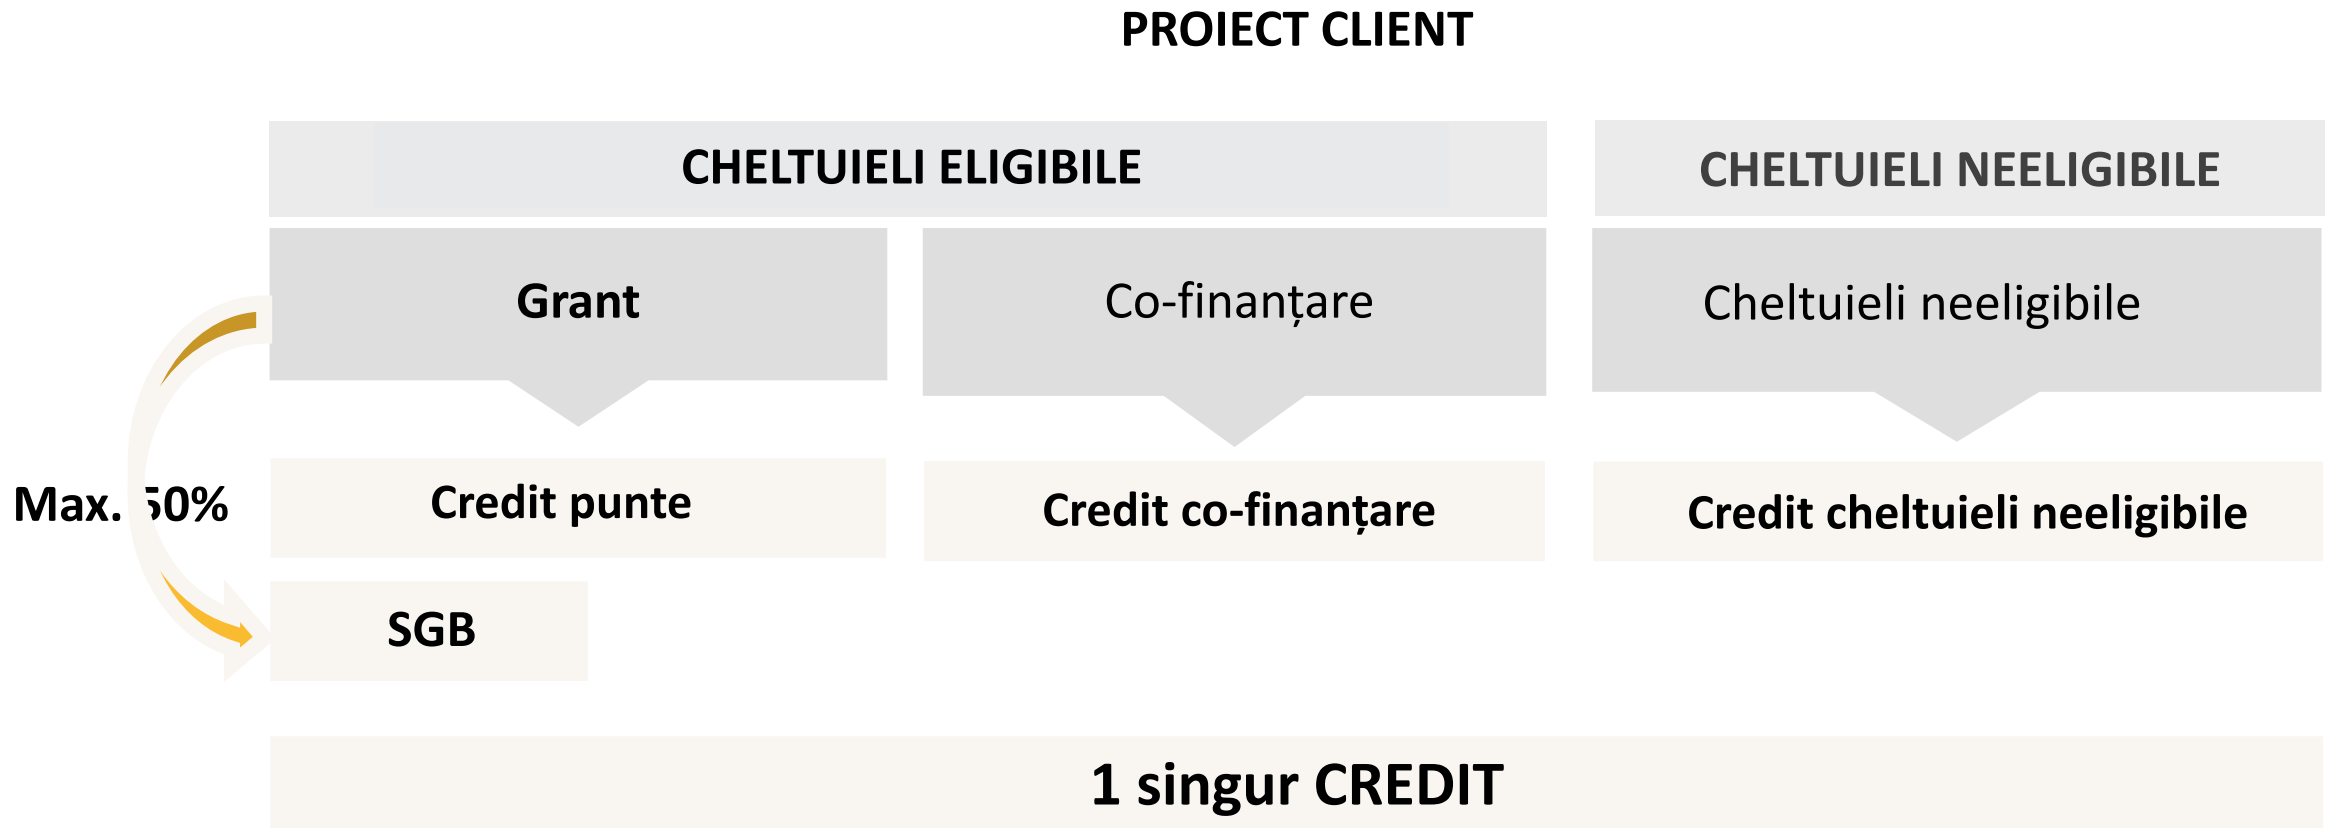 PROIECT CLIENT
CHELTUIELI ELIGIBILE
CHELTUIELI NEELIGIBILE
Grant
Co-finanțare
Cheltuieli neeligibile
Max. 50%
Credit punte
Credit co-finanțare
Credit cheltuieli neeligibile
SGB
1 singur CREDIT